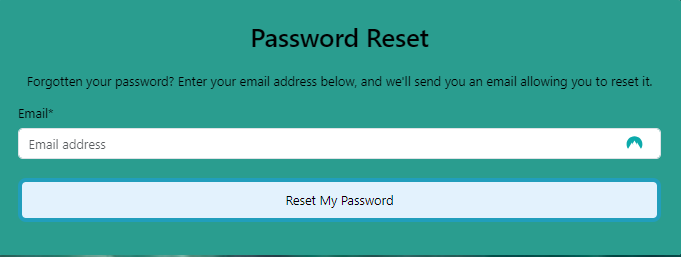 Password Reset
Forgotten your password? Enter your email address below, and we'll send you an email allowing you to reset it.
Email*
Email address
Reset My Password